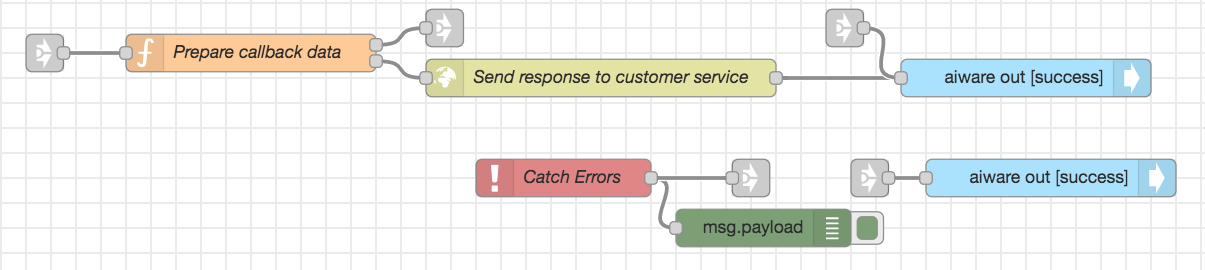 Prepare callback data
Send response to customer service
aiware out [success]
Catch Errors
aiware out [success]
msg.payload